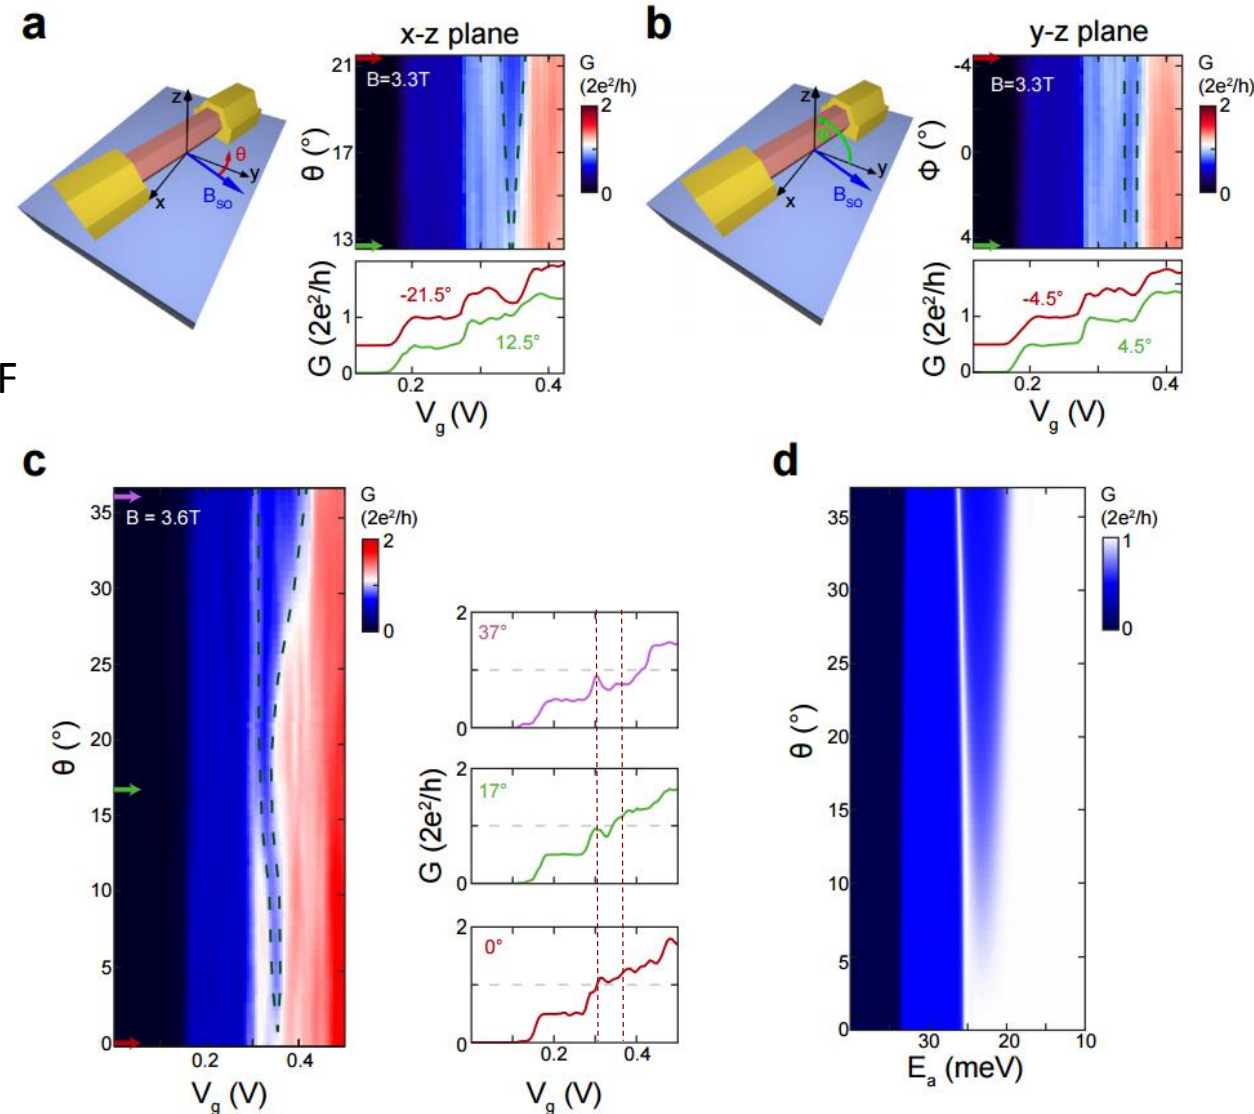 a
x-z plane
z
θ
y
x
B_SO
21
17
13
θ (°)
B=3.3T
G
(2e²/h)
2
0
G (2e²/h)
1
0
-21.5°
12.5°
0.2
0.4
V_g (V)
b
y-z plane
z
y
x
B_SO
-4
0
4
Φ (°)
B=3.3T
G
(2e²/h)
2
0
G (2e²/h)
1
0
-4.5°
4.5°
0.2
0.4
V_g (V)
F
c
B = 3.6T
35
30
25
20
15
10
5
0
θ (°)
0.2
0.4
V_g (V)
G
(2e²/h)
2
0
G (2e²/h)
2
37°
0
2
17°
0
2
0°
0
0.2
0.4
V_g (V)
d
35
30
25
20
15
10
5
0
θ (°)
30
20
10
E_a (meV)
G
(2e²/h)
1
0